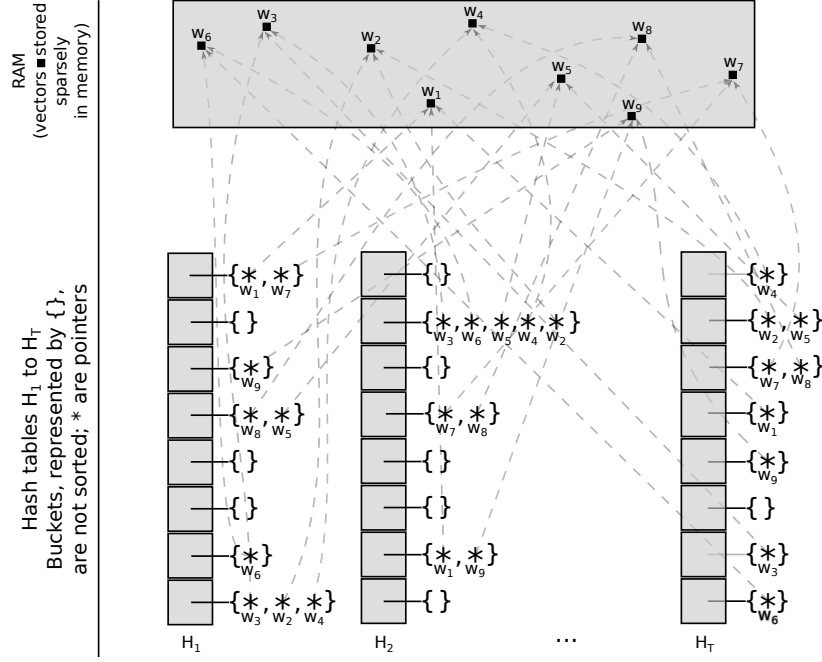 RAM
(vectors ■ stored
sparsely
in memory)
w3
w4
w6
w2
w8
w5
w7
w1
w9
Hash tables H1 to HT
Buckets, represented by {},
are not sorted; * are pointers
{*,*}
w1 w7
{}
{*}
w9
{*,*}
w8 w5
{}
{}
{*}
w6
{*,*,*}
w3 w2 w4
H1
{}
{*,*,*,*,*}
w3 w6 w5 w4 w2
{}
{*,*}
w7 w8
{}
{}
{*,*}
w1 w9
{}
H2
...
{*}
w4
{*,*}
w2 w5
{*,*}
w7 w8
{*}
w1
{*}
w9
{}
{*}
w3
{*}
w6
HT